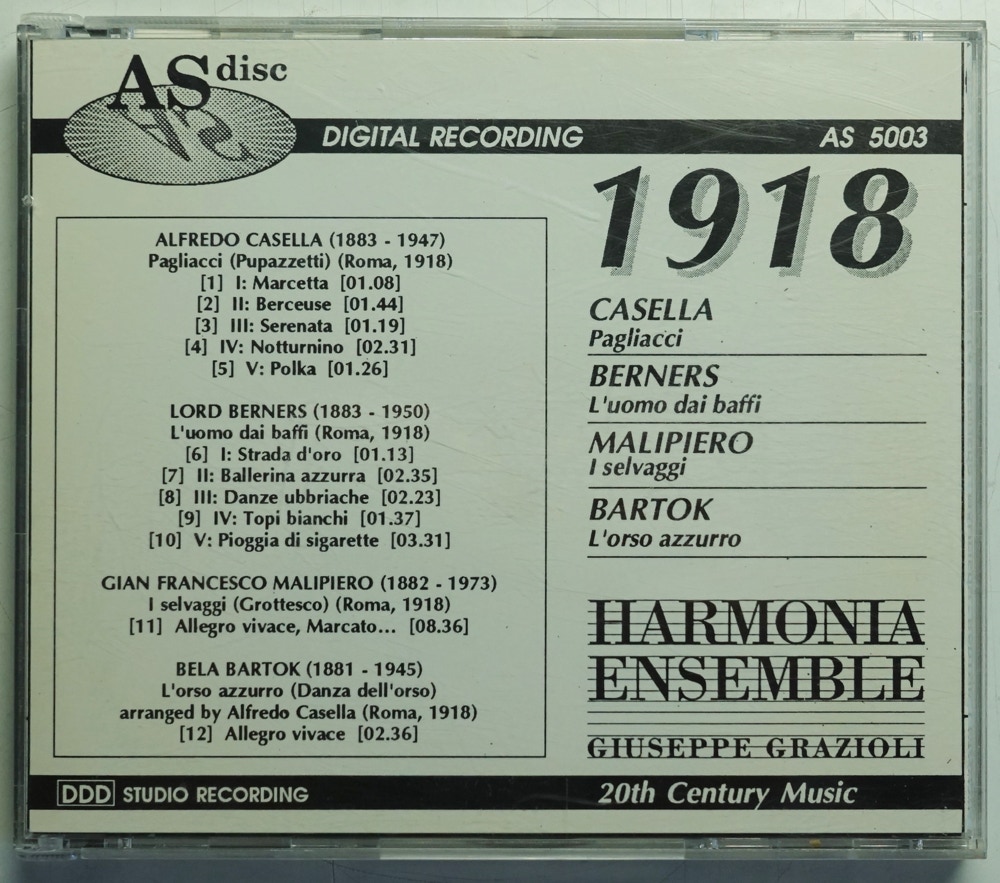 AS disc
AS
DIGITAL RECORDING
AS 5003
1918
ALFREDO CASELLA (1883 - 1947)
Pagliacci (Pupazzetti) (Roma, 1918)
[1] I: Marcetta [01.08]
[2] II: Berceuse [01.44]
[3] III: Serenata [01.19]
[4] IV: Notturnino [02.31]
[5] V: Polka [01.26]
LORD BERNERS (1883 - 1950)
L'uomo dai baffi (Roma, 1918)
[6] I: Strada d'oro [01.13]
[7] II: Ballerina azzurra [02.35]
[8] III: Danze ubbriache [02.23]
[9] IV: Topi bianchi [01.37]
[10] V: Pioggia di sigarette [03.31]
GIAN FRANCESCO MALIPIERO (1882 - 1973)
I selvaggi (Grottesco) (Roma, 1918)
[11] Allegro vivace, Marcato... [08.36]
BELA BARTOK (1881 - 1945)
L'orso azzurro (Danza dell'orso)
arranged by Alfredo Casella (Roma, 1918)
[12] Allegro vivace [02.36]
CASELLA
Pagliacci
BERNERS
L'uomo dai baffi
MALIPIERO
I selvaggi
BARTOK
L'orso azzurro
HARMONIA
ENSEMBLE
GIUSEPPE GRAZIOLI
DDD STUDIO RECORDING
20th Century Music